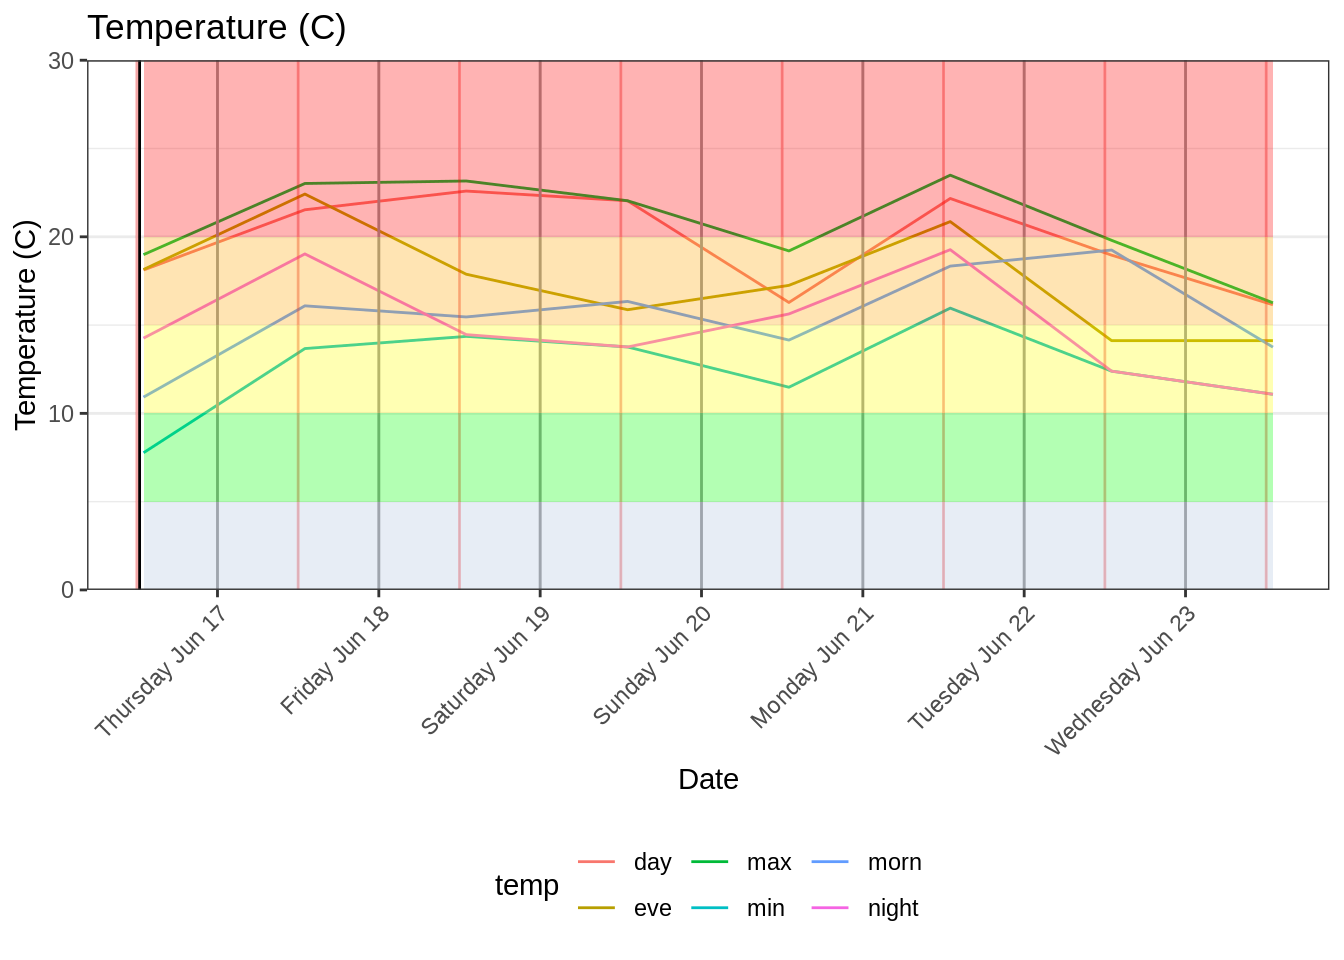 Temperature (C)
30
20
10
0
Temperature (C)
Thursday Jun 17
Friday Jun 18
Saturday Jun 19
Sunday Jun 20
Monday Jun 21
Tuesday Jun 22
Wednesday Jun 23
Date
temp
day
max
morn
eve
min
night